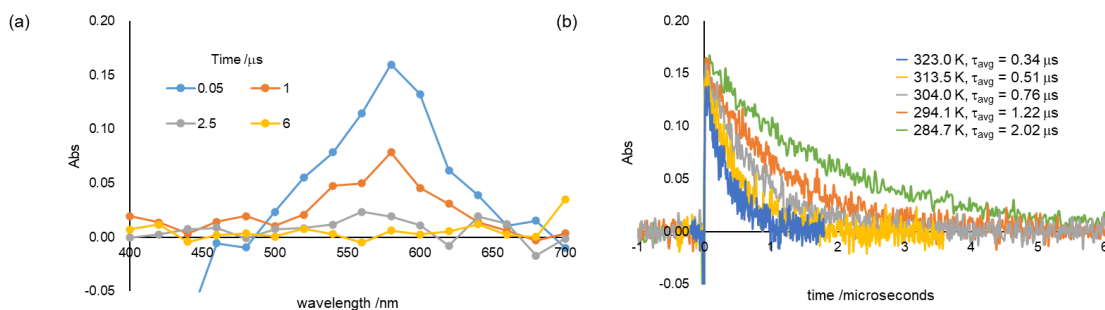 (a)
0.20
0.15
0.10
0.05
0.00
-0.05
Abs
Time /μs
0.05 1
2.5 6
400 450 500 550 600 650 700
wavelength /nm
(b)
0.20
0.15
0.10
0.05
0.00
-0.05
Abs
323.0 K, τavg = 0.34 μs
313.5 K, τavg = 0.51 μs
304.0 K, τavg = 0.76 μs
294.1 K, τavg = 1.22 μs
284.7 K, τavg = 2.02 μs
-1 0 1 2 3 4 5 6
time /microseconds